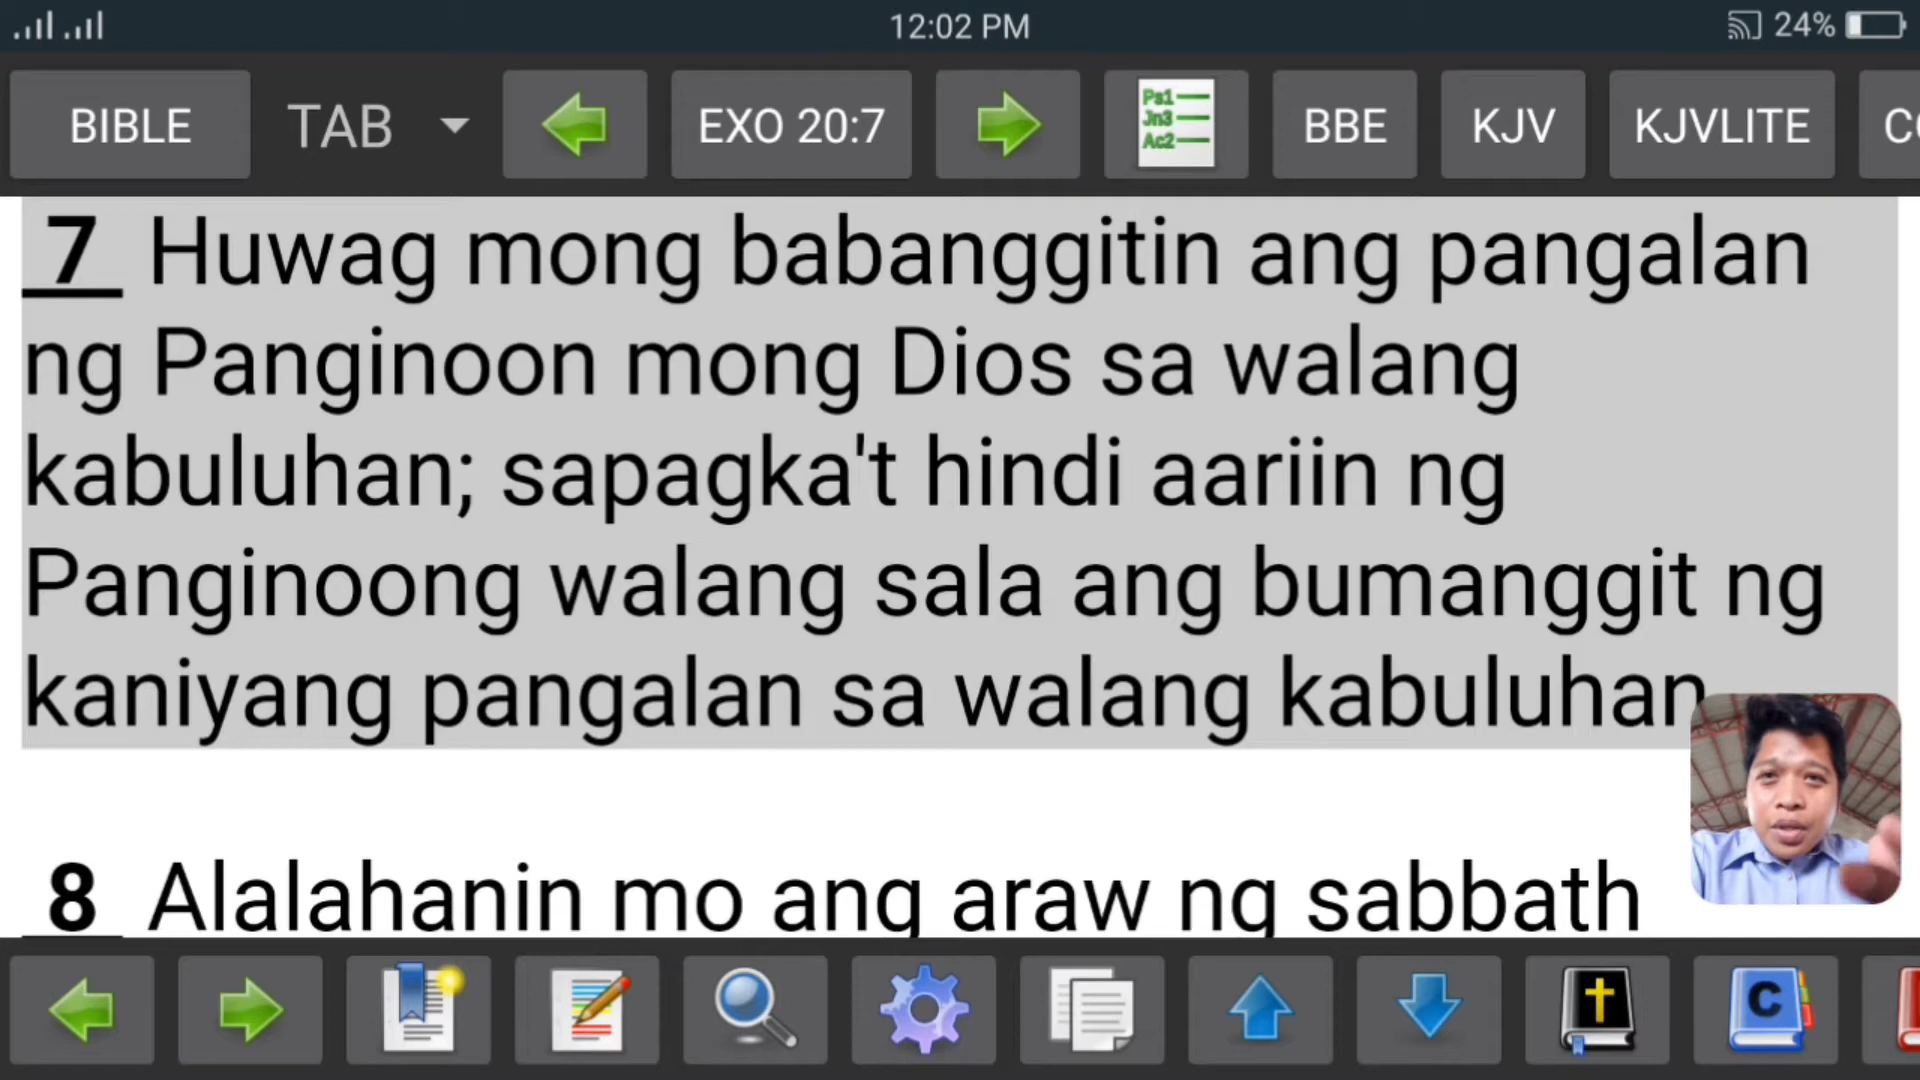 12:02 PM
24%
BIBLE TAB EXO 20:7 Ps1 Jn3 Ac2 BBE KJV KJVLITE
7 Huwag mong babanggitin ang pangalan
ng Panginoon mong Dios sa walang
kabuluhan; sapagka't hindi aariin ng
Panginoong walang sala ang bumanggit ng
kaniyang pangalan sa walang kabuluhan
8 Alalahanin mo ang araw ng sabbath
C